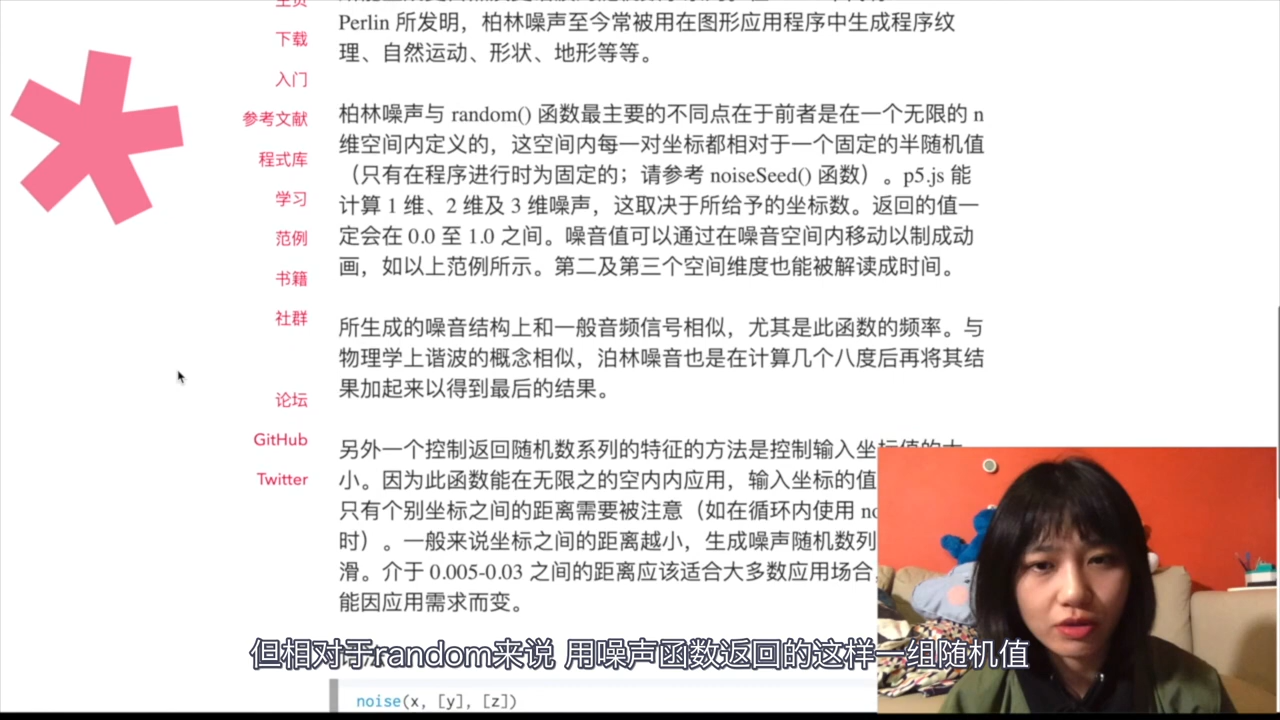 主页
下载
入门
参考文献
程式库
学习
范例
书籍
社群
论坛
GitHub
Twitter
Perlin 所发明，柏林噪声至今常被用在图形应用程序中生成程序纹
理、自然运动、形状、地形等等。
柏林噪声与 random() 函数最主要的不同点在于前者是在一个无限的 n
维空间内定义的，这空间内每一对坐标都相对于一个固定的半随机值
（只有在程序进行时为固定的；请参考 noiseSeed() 函数）。p5.js 能
计算 1 维、2 维及 3 维噪声，这取决于所给予的坐标数。返回的值一
定会在 0.0 至 1.0 之间。噪音值可以通过在噪音空间内移动以制成动
画，如以上范例所示。第二及第三个空间维度也能被解读成时间。
所生成的噪音结构上和一般音频信号相似，尤其是此函数的频率。与
物理学上谐波的概念相似，泊林噪音也是在计算几个八度后再将其结
果加起来以得到最后的结果。
另外一个控制返回随机数系列的特征的方法是控制输入坐标值的大
小。因为此函数能在无限之的空内内应用，输入坐标的值
只有个别坐标之间的距离需要被注意（如在循环内使用 no
时）。一般来说坐标之间的距离越小，生成噪声随机数列
滑。介于 0.005-0.03 之间的距离应该适合大多数应用场合，
能因应用需求而变。
但相对于random来说 用噪声函数返回的这样一组随机值
noise(x, [y], [z])